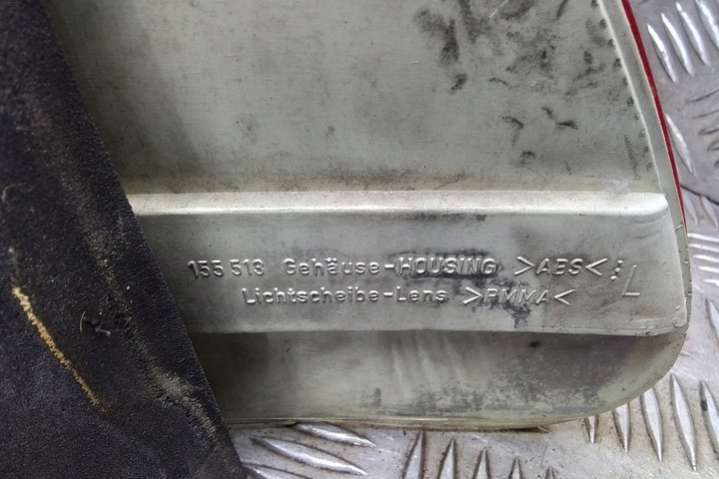 155 513 Gehäuse-HOUSING >ABS< L
Lichtscheibe-Lens >PMMA<